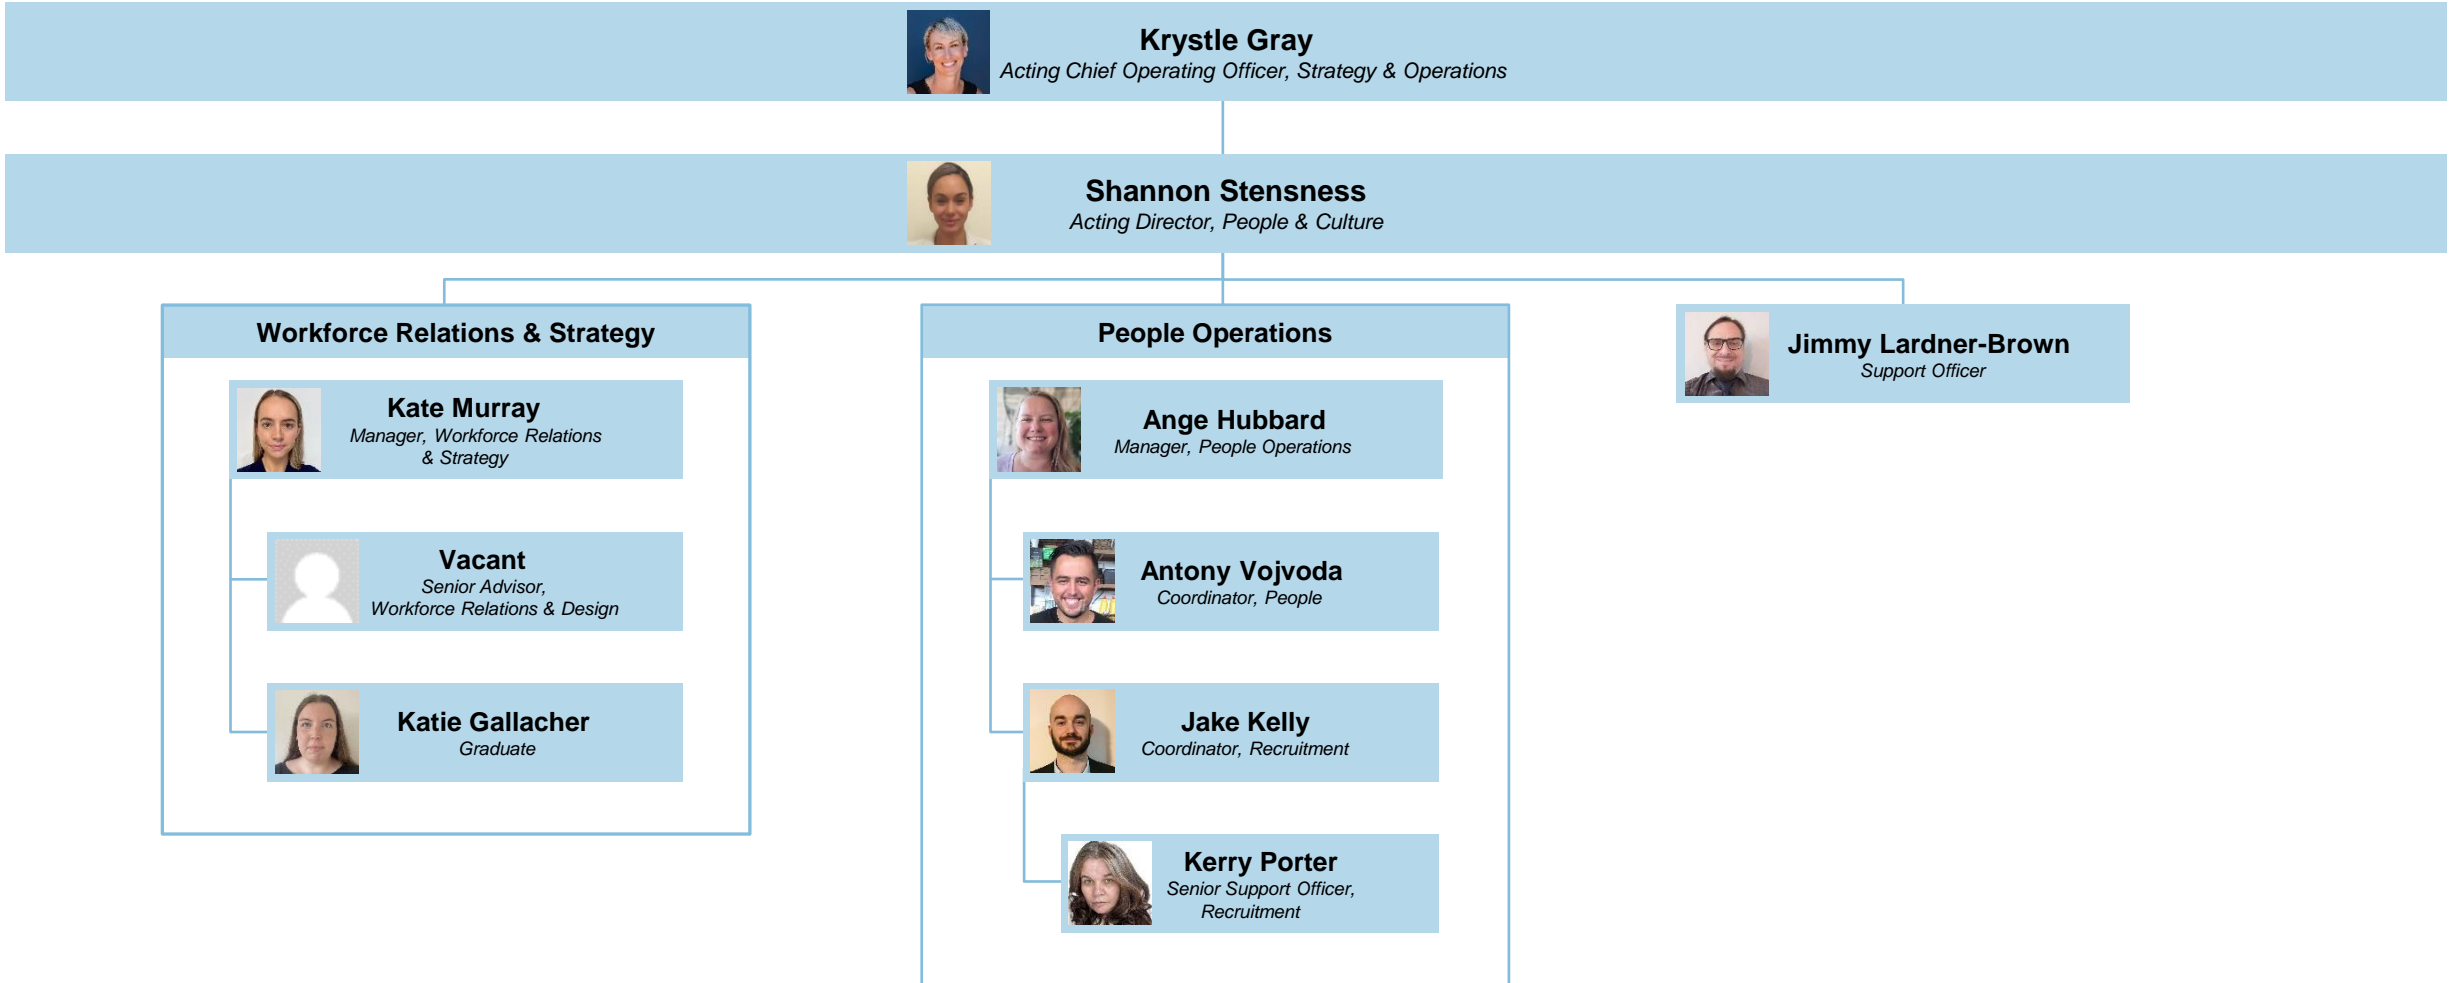 Krystle Gray
Acting Chief Operating Officer, Strategy & Operations
Shannon Stensness
Acting Director, People & Culture
Workforce Relations & Strategy
Kate Murray
Manager, Workforce Relations
& Strategy
Vacant
Senior Advisor,
Workforce Relations & Design
Katie Gallacher
Graduate
People Operations
Ange Hubbard
Manager, People Operations
Antony Vojvoda
Coordinator, People
Jake Kelly
Coordinator, Recruitment
Kerry Porter
Senior Support Officer,
Recruitment
Jimmy Lardner-Brown
Support Officer